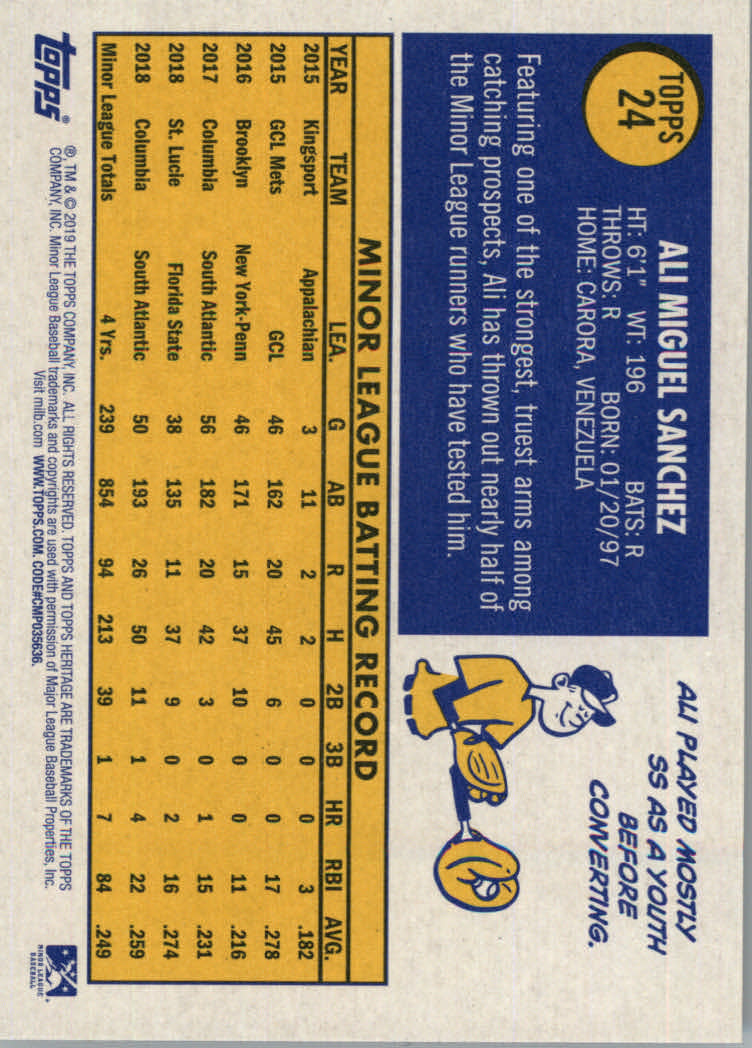 TOPPS
24
ALI MIGUEL SANCHEZ
HT: 6'1" WT: 196 BATS: R
THROWS: R BORN: 01/20/97
HOME: CARORA, VENEZUELA
Featuring one of the strongest, truest arms among
catching prospects, Ali has thrown out nearly half of
the Minor League runners who have tested him.
ALI PLAYED MOSTLY
SS AS A YOUTH
BEFORE
CONVERTING.
MINOR LEAGUE BATTING RECORD
YEAR TEAM LEA. G AB R H 2B 3B HR RBI AVG.
2015 Kingsport Appalachian 3 11 2 2 0 0 0 3 .182
2015 GCL Mets GCL 46 162 20 45 6 0 0 17 .278
2016 Brooklyn New York-Penn 46 171 15 37 10 0 0 11 .216
2017 Columbia South Atlantic 56 182 20 42 3 0 1 15 .231
2018 St. Lucie Florida State 38 135 11 37 9 0 2 16 .274
2018 Columbia South Atlantic 50 193 26 50 11 1 4 22 .259
Minor League Totals 4 Yrs. 239 854 94 213 39 1 7 84 .249
topps®
®, TM & © 2019 THE TOPPS COMPANY, INC. ALL RIGHTS RESERVED. TOPPS AND TOPPS HERITAGE ARE TRADEMARKS OF THE TOPPS
COMPANY, INC. Minor League Baseball trademarks and copyrights are used with permission of Major League Baseball Properties, Inc.
Visit milb.com WWW.TOPPS.COM. CODE#CMP035636.
MINOR LEAGUE
BASEBALL